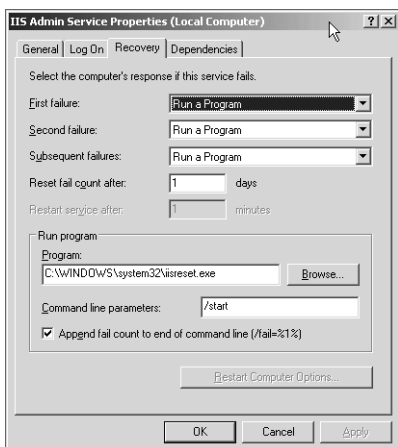 IIS Admin Service Properties (Local Computer)
General Log On Recovery Dependencies
Select the computer's response if this service fails.
First failure: Run a Program
Second failure: Run a Program
Subsequent failures: Run a Program
Reset fail count after: 1 days
Restart service after: 1 minutes
Run program
Program:
C:\WINDOWS\system32\iisreset.exe Browse...
Command line parameters: /start
Append fail count to end of command line (/fail=%1%)
Restart Computer Options...
OK Cancel Apply